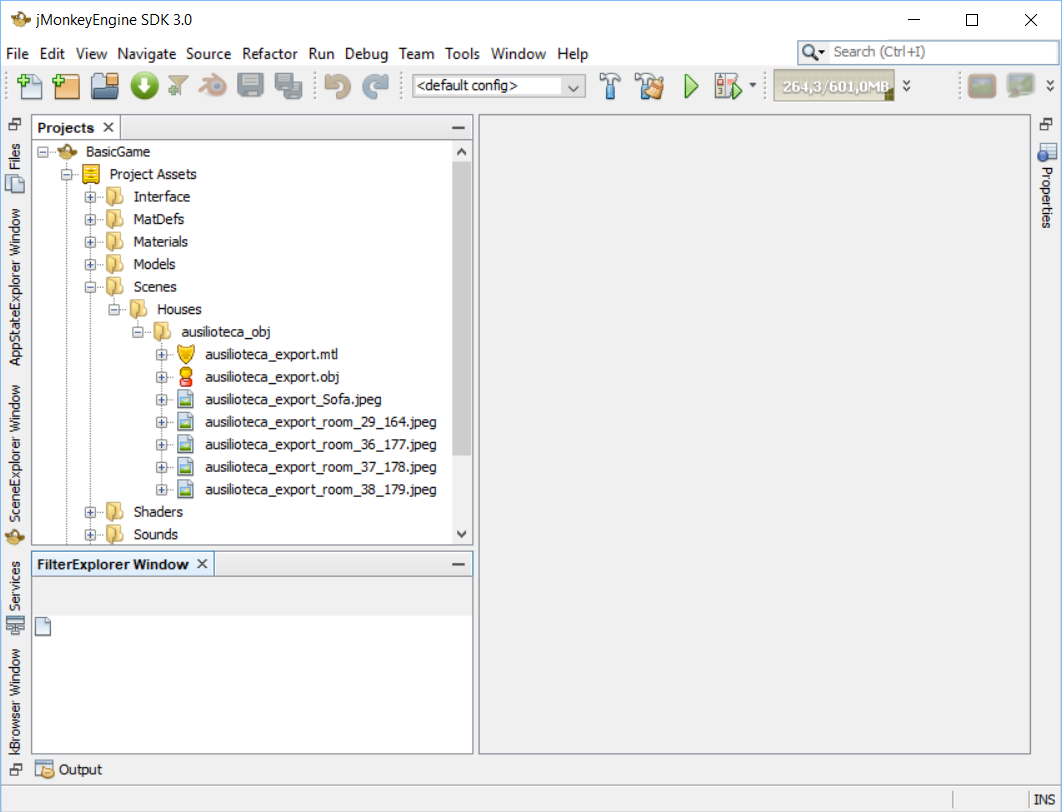 jMonkeyEngine SDK 3.0
File Edit View Navigate Source Refactor Run Debug Team Tools Window Help
Search (Ctrl+I)
<default config>
264,3/601,0MB
Files
AppStateExplorer Window
SceneExplorer Window
Services
kBrowser Window
Projects
BasicGame
Project Assets
Interface
MatDefs
Materials
Models
Scenes
Houses
ausilioteca_obj
ausilioteca_export.mtl
ausilioteca_export.obj
ausilioteca_export_Sofa.jpeg
ausilioteca_export_room_29_164.jpeg
ausilioteca_export_room_36_177.jpeg
ausilioteca_export_room_37_178.jpeg
ausilioteca_export_room_38_179.jpeg
Shaders
Sounds
FilterExplorer Window
Properties
Output
INS